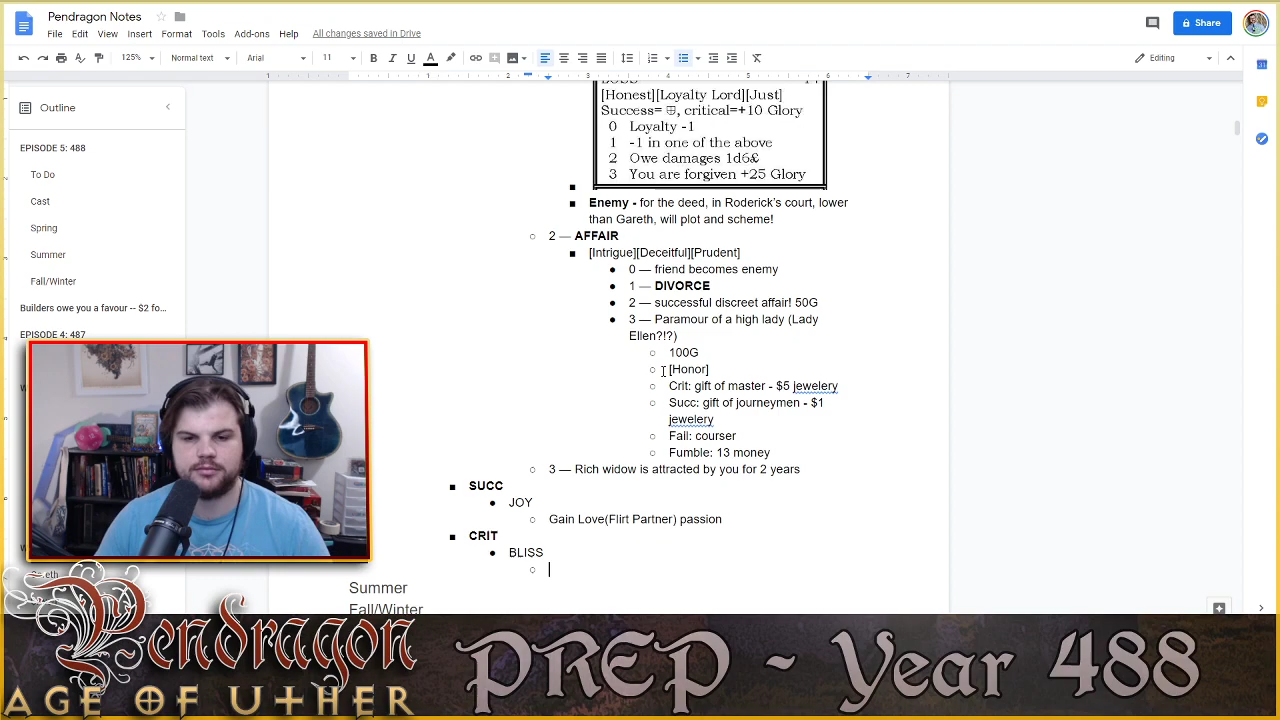 Pendragon Notes
File Edit View Insert Format Tools Add-ons Help All changes saved in Drive
Share
125% Normal text Arial 11 B I U A Editing
1 1 2 3 4 5 6 7
Outline
EPISODE 5: 488
To Do
Cast
Spring
Summer
Fall/Winter
Builders owe you a favour -- $2 fo...
EPISODE 4: 487
[Honest][Loyalty Lord][Just]
Success= ⊕, critical=+10 Glory
0 Loyalty -1
1 -1 in one of the above
2 Owe damages 1d6£
3 You are forgiven +25 Glory
Enemy - for the deed, in Roderick's court, lower
than Gareth, will plot and scheme!
2 — AFFAIR
[Intrigue][Deceitful][Prudent]
0 — friend becomes enemy
1 — DIVORCE
2 — successful discreet affair! 50G
3 — Paramour of a high lady (Lady
Ellen?!?)
100G
[Honor]
Crit: gift of master - $5 jewelery
Succ: gift of journeymen - $1
jewelery
Fail: courser
Fumble: 13 money
3 — Rich widow is attracted by you for 2 years
SUCC
JOY
Gain Love(Flirt Partner) passion
CRIT
BLISS
Summer
Fall/Winter
Pendragon
AGE OF UTHER
PREP - Year 488